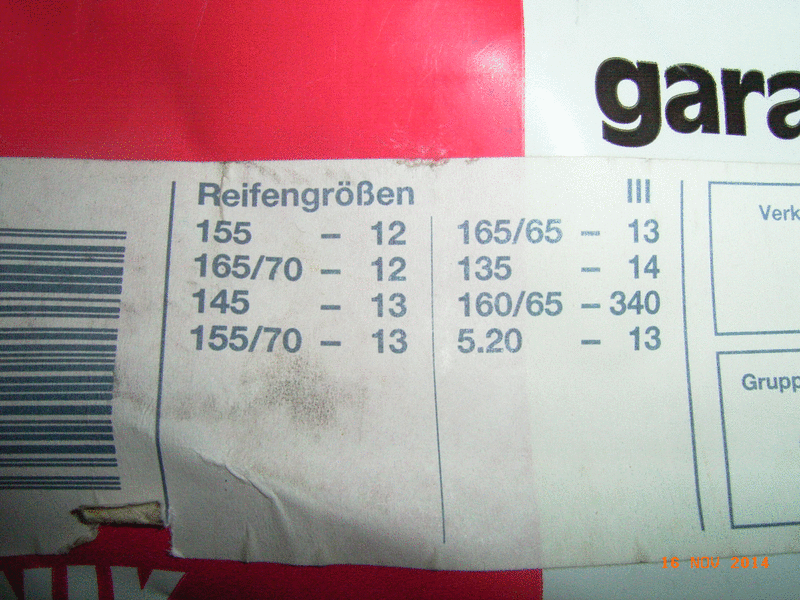 gara
Reifengrößen III
155 – 12
165/70 – 12
145 – 13
155/70 – 13
165/65 – 13
135 – 14
160/65 – 340
5.20 – 13
Verk
Grupp
NIK
16 NOV 2014